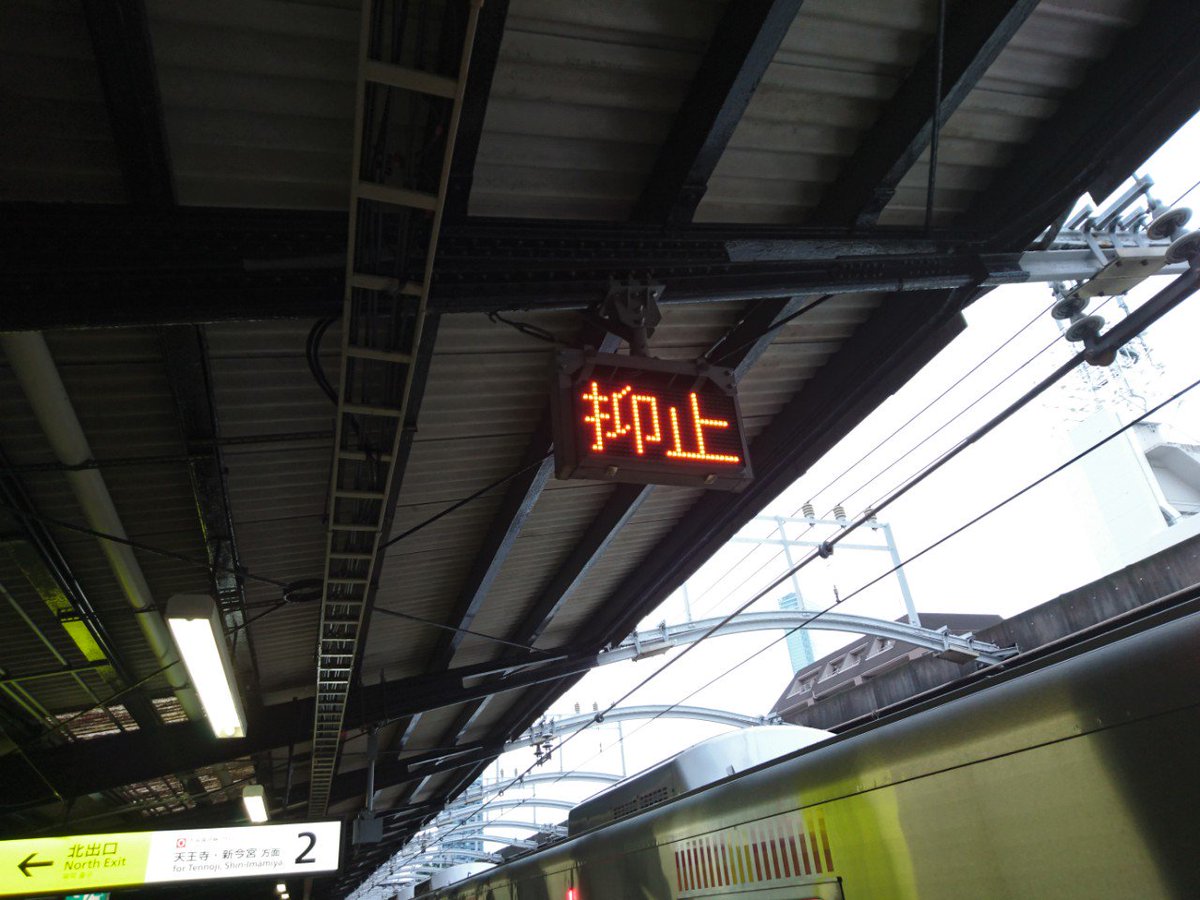 抑止
北出口
North Exit
天王寺・新今宮 方面
for Tennoji, Shin-Imamiya
2